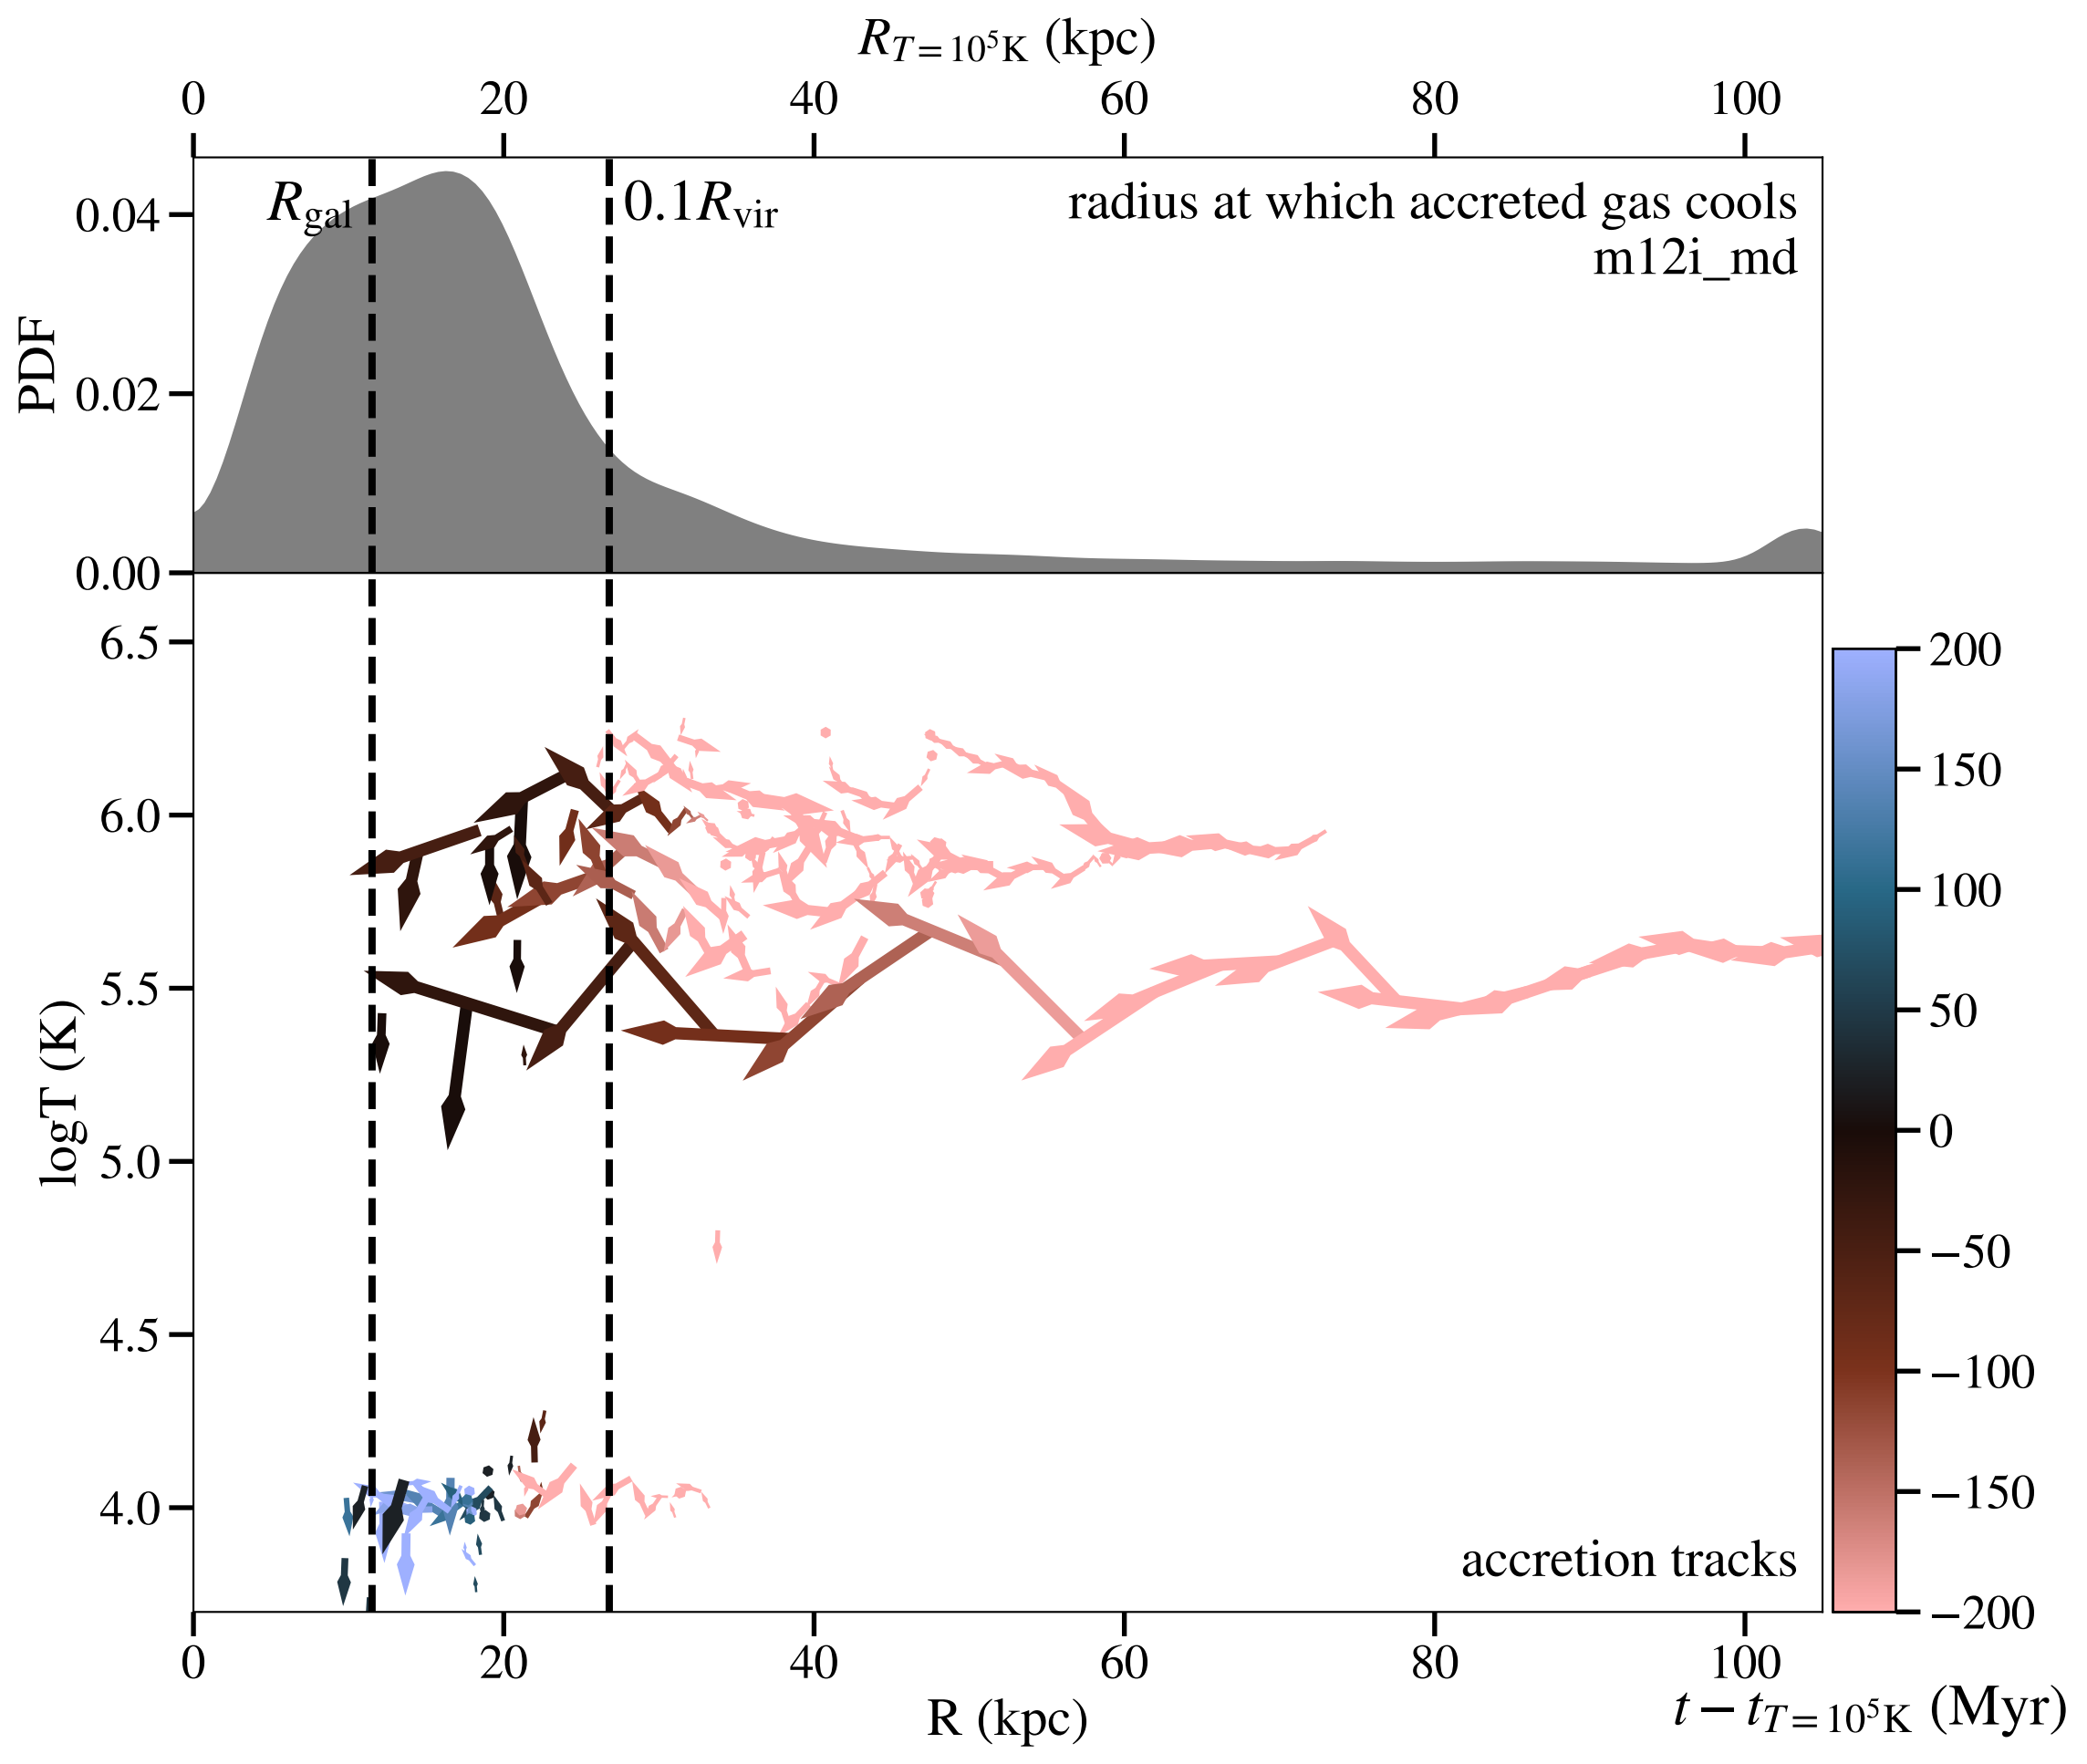 R_{T=10^5K} (kpc)
0 20 40 60 80 100
R_gal
0.1R_vir
radius at which accreted gas cools
m12i_md
PDF
0.04
0.02
0.00
6.5
6.0
5.5
5.0
4.5
4.0
logT (K)
accretion tracks
200
150
100
50
0
−50
−100
−150
−200
0 20 40 60 80 100
R (kpc)
t − t_{T=10^5K} (Myr)